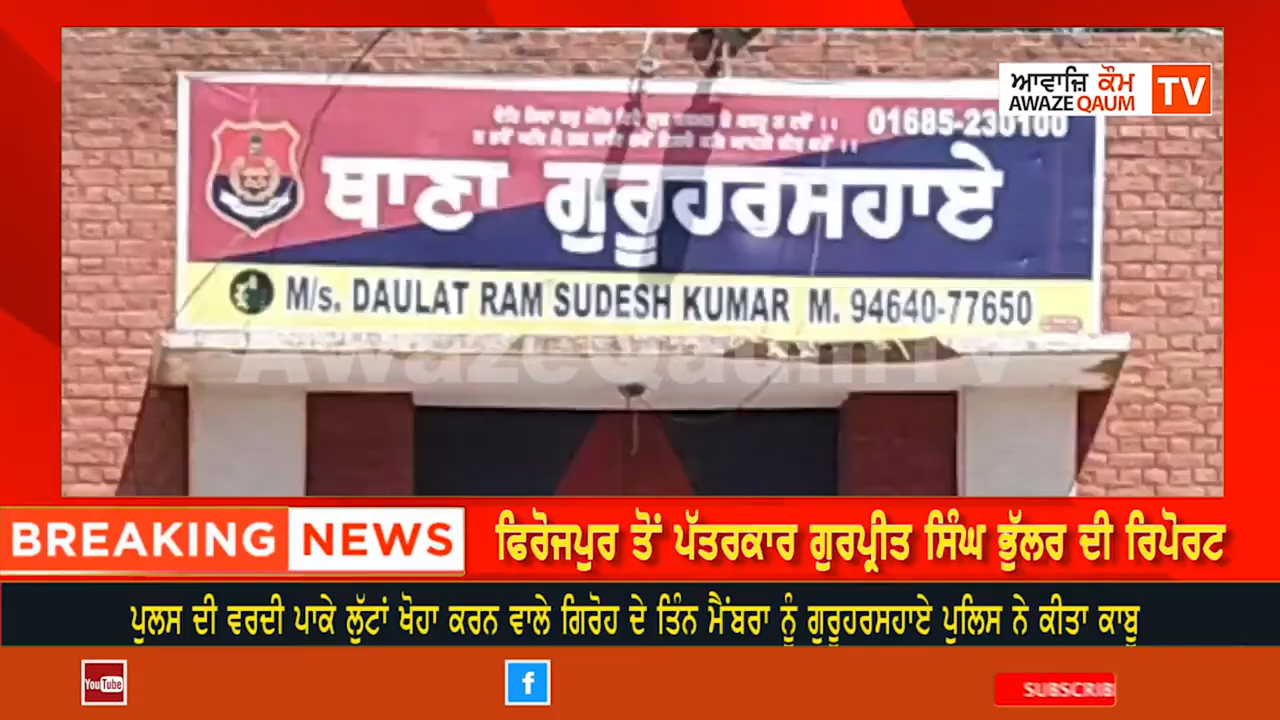 ਆਵਾਜ਼ਿ ਕੌਮ TV
AWAZE QAUM
01685-230100
ਥਾਣਾ ਗੁਰੂਹਰਸਹਾਏ
M/s. DAULAT RAM SUDESH KUMAR M. 94640-77650
AwazeQaumTV
BREAKING NEWS
ਫਿਰੋਜਪੁਰ ਤੋਂ ਪੱਤਰਕਾਰ ਗੁਰਪ੍ਰੀਤ ਸਿੰਘ ਭੁੱਲਰ ਦੀ ਰਿਪੋਰਟ
ਪੁਲਸ ਦੀ ਵਰਦੀ ਪਾਕੇ ਲੁੱਟਾਂ ਖੋਹਾ ਕਰਨ ਵਾਲੇ ਗਿਰੋਹ ਦੇ ਤਿੰਨ ਮੈਂਬਰਾ ਨੂੰ ਗੁਰੂਹਰਸਹਾਏ ਪੁਲਿਸ ਨੇ ਕੀਤਾ ਕਾਬੂ
YouTube
f
SUBSCRIB